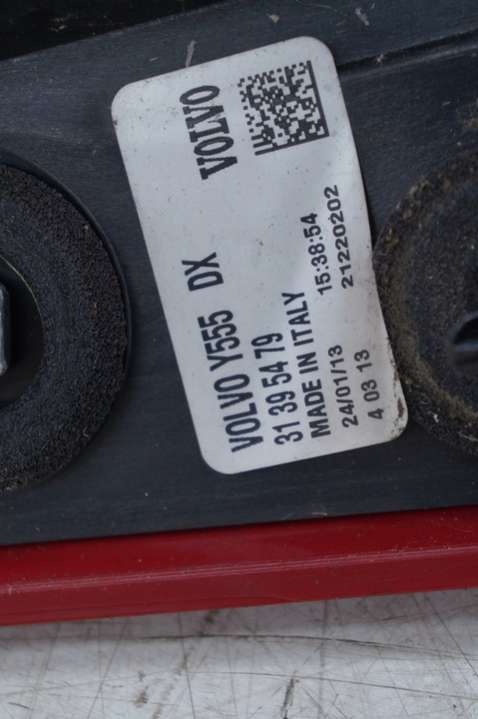 VOLVO
VOLVO Y555 DX
31 39 54 79
MADE IN ITALY 15:38:54
24/01/13 21220202
4 03 13